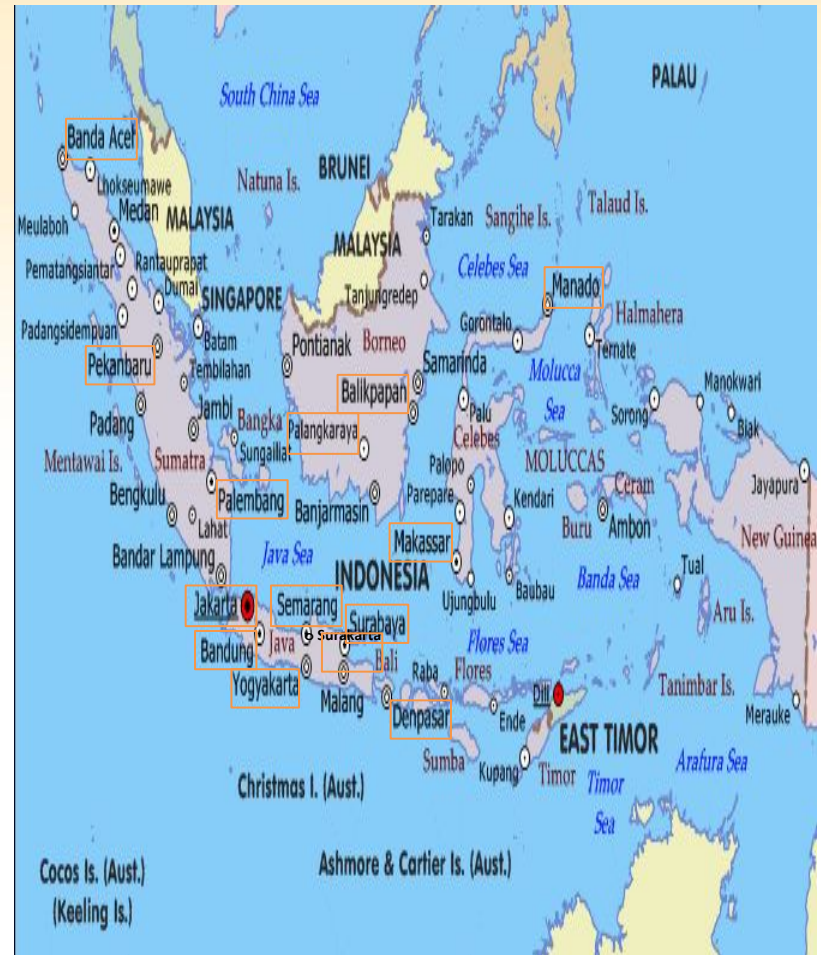 PALAU
South China Sea
Banda Aceh
BRUNEI
Lhokseumawe
Natuna Is.
Talaud Is.
Meulaboh
Medan
MALAYSIA
Sangihe Is.
Tarakan
MALAYSIA
Pematangsiantar
Rantauprapat
Celebes Sea
Dumai
SINGAPORE
Tanjungredep
Manado
Halmahera
Padangsidempuan
Batam
Pontianak
Borneo
Gorontalo
Ternate
Pekanbaru
Tembilahan
Samarinda
Molucca
Sea
Balikpapan
Manokwari
Padang
Jambi
Bangka
Palangkaraya
Palu
Sorong
Biak
Celebes
Mentawai Is.
Sumatra
Sungailiat
Palopo
MOLUCCAS
Jayapura
Bengkulu
Palembang
Banjarmasin
Parepare
Kendari
Ceram
Lahat
Buru
Ambon
New Guinea
Bandar Lampung
Java Sea
Makassar
INDONESIA
Banda Sea
Tual
Ujungbulu
Baubau
Jakarta
Semarang
Aru Is.
Surabaya
Surakarta
Bandung
Java
Bali
Flores Sea
Raba
Flores
Yogyakarta
Malang
Dili
Tanimbar Is.
Denpasar
Ende
Merauke
EAST TIMOR
Sumba
Kupang
Timor
Timor
Sea
Arafura Sea
Christmas I. (Aust.)
Ashmore & Cartier Is. (Aust.)
Cocos Is. (Aust.)
(Keeling Is.)